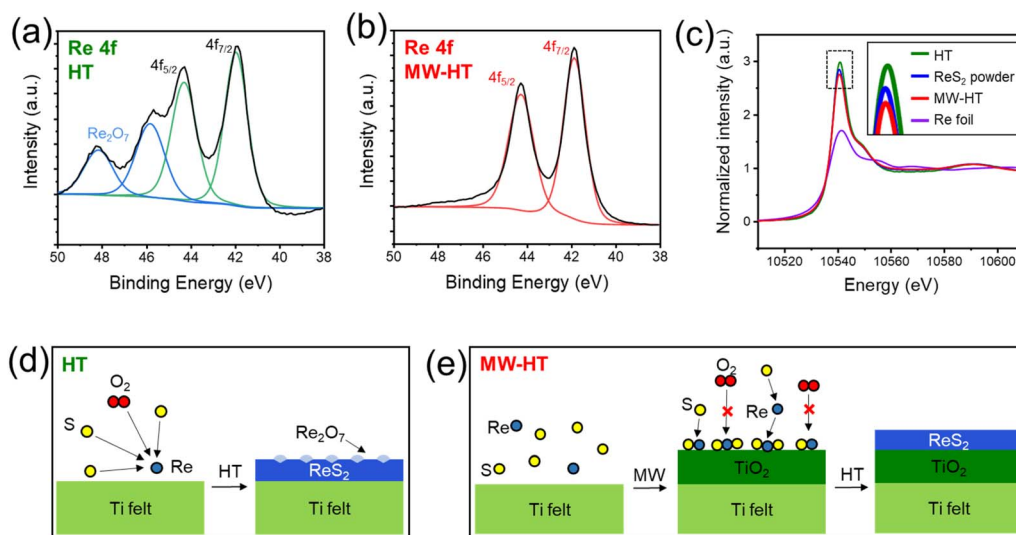 (a)
Re 4f
HT
4f5/2
4f7/2
Re2O7
Intensity (a.u.)
50 48 46 44 42 40 38
Binding Energy (eV)
(b)
Re 4f
MW-HT
4f5/2
4f7/2
Intensity (a.u.)
50 48 46 44 42 40 38
Binding Energy (eV)
(c)
HT
ReS2 powder
MW-HT
Re foil
Normalized intensity (a.u.)
3
2
1
0
10520 10540 10560 10580 10600
Energy (eV)
(d)
HT
O2
S
Re
Ti felt
HT
Re2O7
ReS2
Ti felt
(e)
MW-HT
Re
S
Ti felt
MW
O2
S
Re
TiO2
Ti felt
HT
ReS2
TiO2
Ti felt